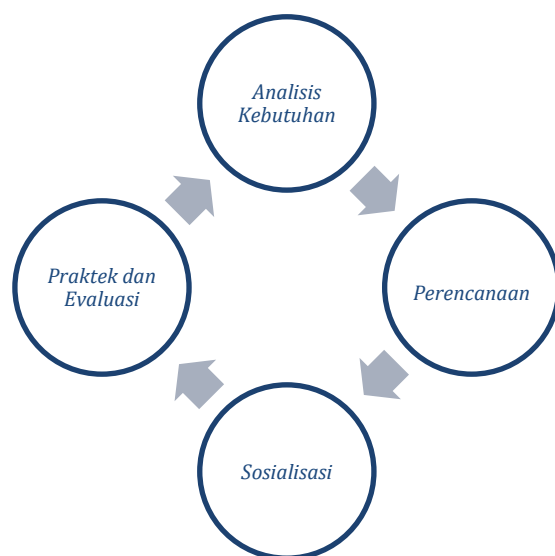 Analisis
Kebutuhan
Perencanaan
Sosialisasi
Praktek dan
Evaluasi